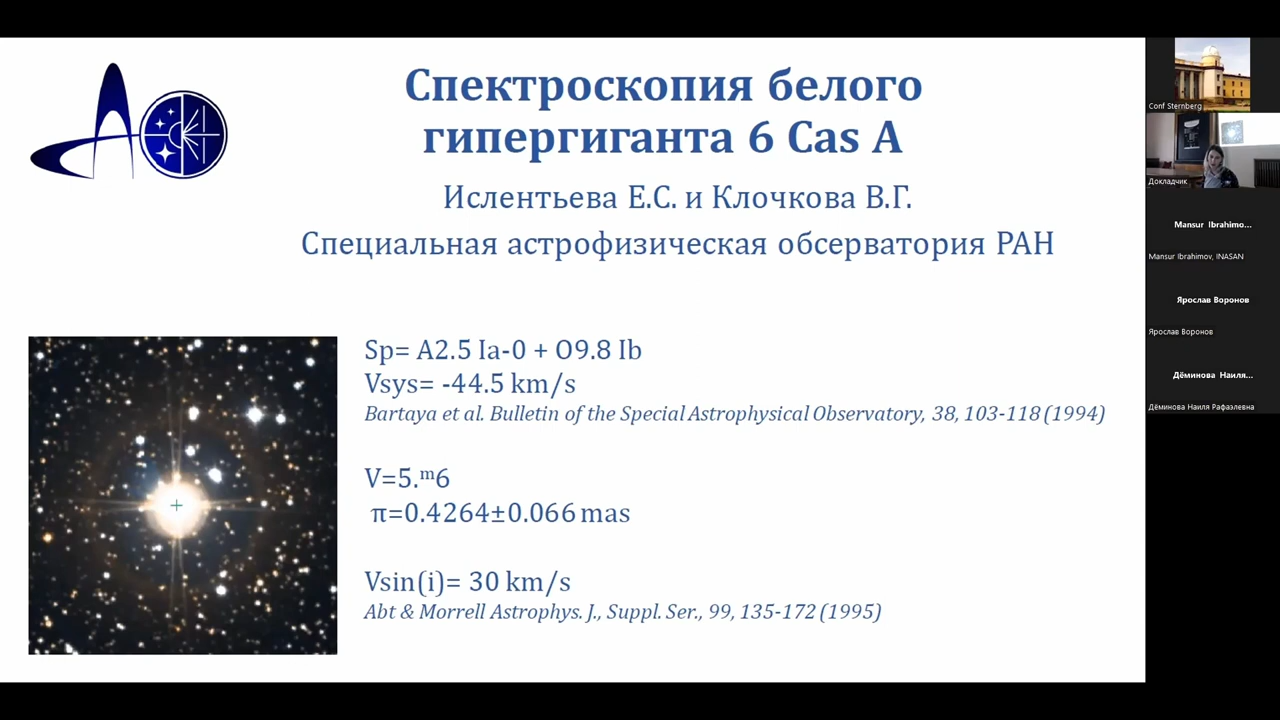 Спектроскопия белого
гипергиганта 6 Cas A
Ислентьева Е.С. и Клочкова В.Г.
Специальная астрофизическая обсерватория РАН
Sp= A2.5 Ia-0 + O9.8 Ib
Vsys= -44.5 km/s
Bartaya et al. Bulletin of the Special Astrophysical Observatory, 38, 103-118 (1994)
V=5.ᵐ6
π=0.4264±0.066 mas
Vsin(i)= 30 km/s
Abt & Morrell Astrophys. J., Suppl. Ser., 99, 135-172 (1995)
Conf Sternberg
Докладчик
Mansur Ibrahimo...
Mansur Ibrahimov, INASAN
Ярослав Воронов
Ярослав Воронов
Дёминова Наиля...
Дёминова Наиля Рафаэлевна